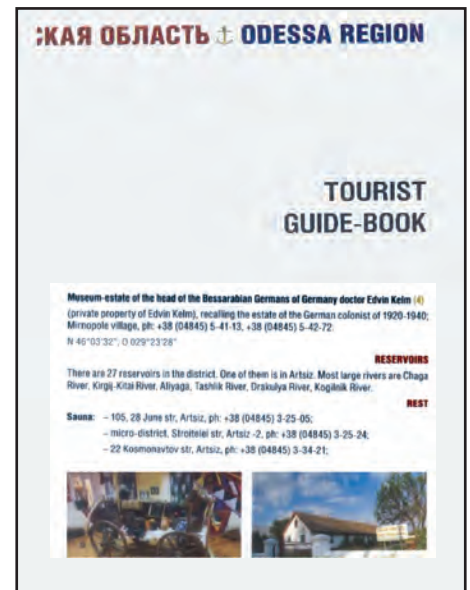 СКАЯ ОБЛАСТЬ ⚓ ODESSA REGION
TOURIST
GUIDE-BOOK
Museum-estate of the head of the Bessarabian Germans of Germany doctor Edvin Kelm (4)
(private property of Edvin Kelm), recalling the estate of the German colonist of 1920-1940;
Mirnopole village, ph: +38 (04845) 5-41-13, +38 (04845) 5-42-72.
N 46°03'32"; O 029°23'28"
RESERVOIRS
There are 27 reservoirs in the district. One of them is in Artsiz. Most large rivers are Chaga
River, Kirgij-Kitai River, Aliyaga, Tashlik River, Drakulya River, Kogilnik River.
REST
Sauna: – 105, 28 June str, Artsiz, ph: +38 (04845) 3-25-05;
– micro-district, Stroitelei str, Artsiz -2, ph: +38 (04845) 3-25-24;
– 22 Kosmonavtov str, Artsiz, ph: +38 (04845) 3-34-21;